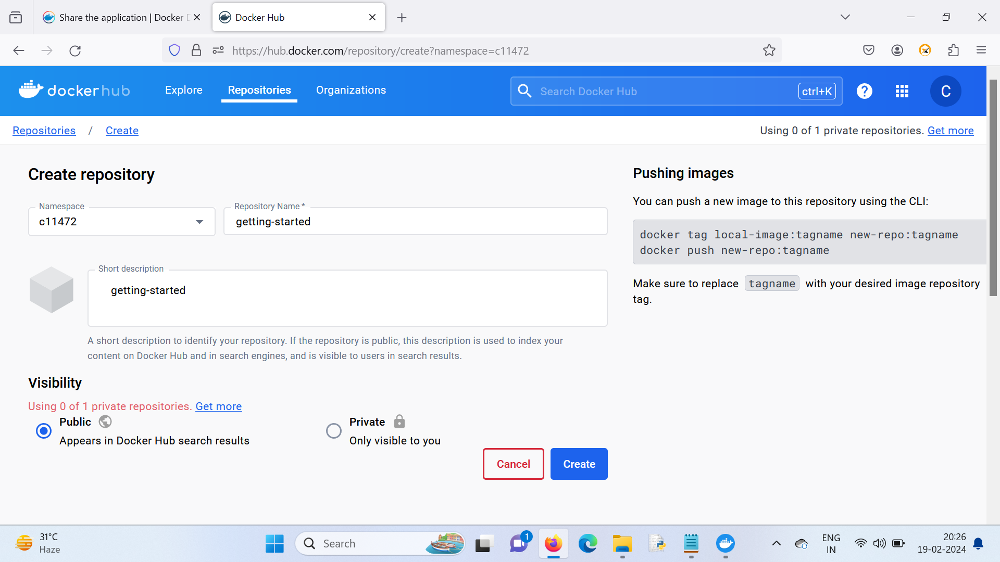 Share the application | Docker D
Docker Hub
https://hub.docker.com/repository/create?namespace=c11472
dockerhub
Explore
Repositories
Organizations
Search Docker Hub
ctrl+K
?
C
Repositories / Create
Using 0 of 1 private repositories. Get more
Create repository
Namespace
c11472
Repository Name *
getting-started
Short description
getting-started
A short description to identify your repository. If the repository is public, this description is used to index your
content on Docker Hub and in search engines, and is visible to users in search results.
Visibility
Using 0 of 1 private repositories. Get more
Public
Appears in Docker Hub search results
Private
Only visible to you
Cancel
Create
Pushing images
You can push a new image to this repository using the CLI:
docker tag local-image:tagname new-repo:tagname
docker push new-repo:tagname
Make sure to replace tagname with your desired image repository
tag.
31°C
Haze
Search
1
ENG
IN
20:26
19-02-2024